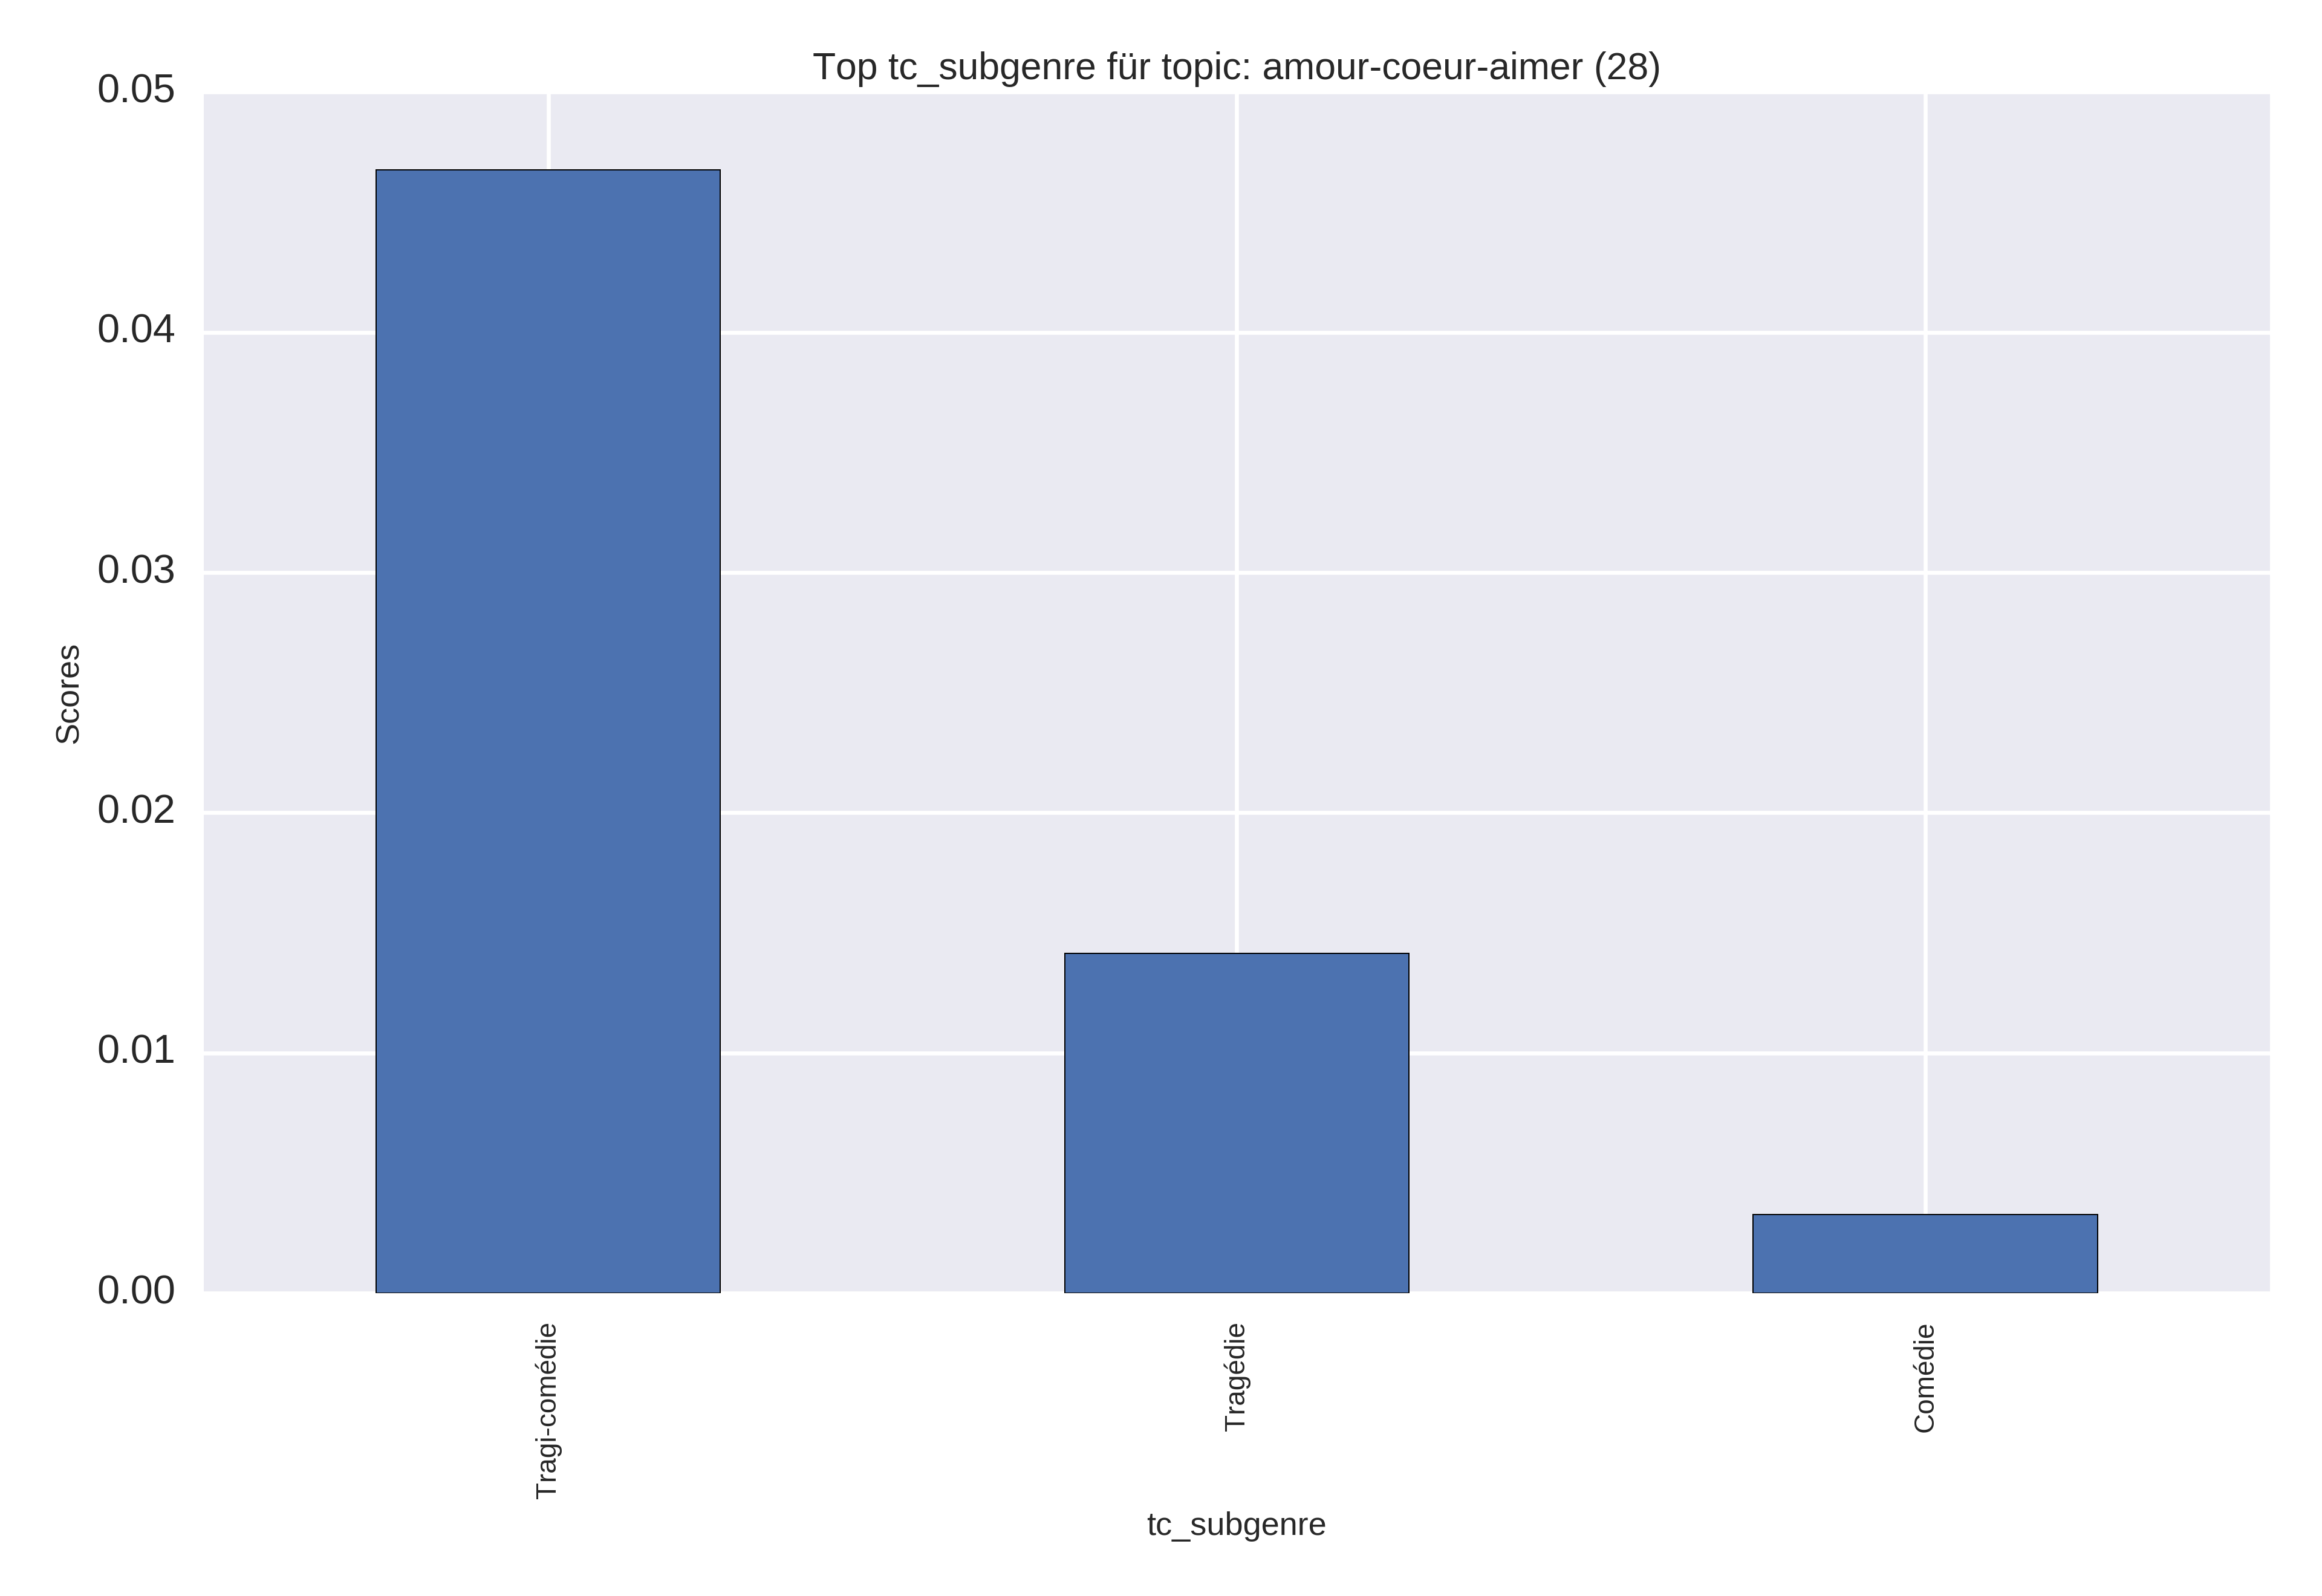 Top tc_subgenre für topic: amour-coeur-aimer (28)
0.05
0.04
0.03
0.02
0.01
0.00
Scores
Tragi-comédie
Tragédie
Comédie
tc_subgenre